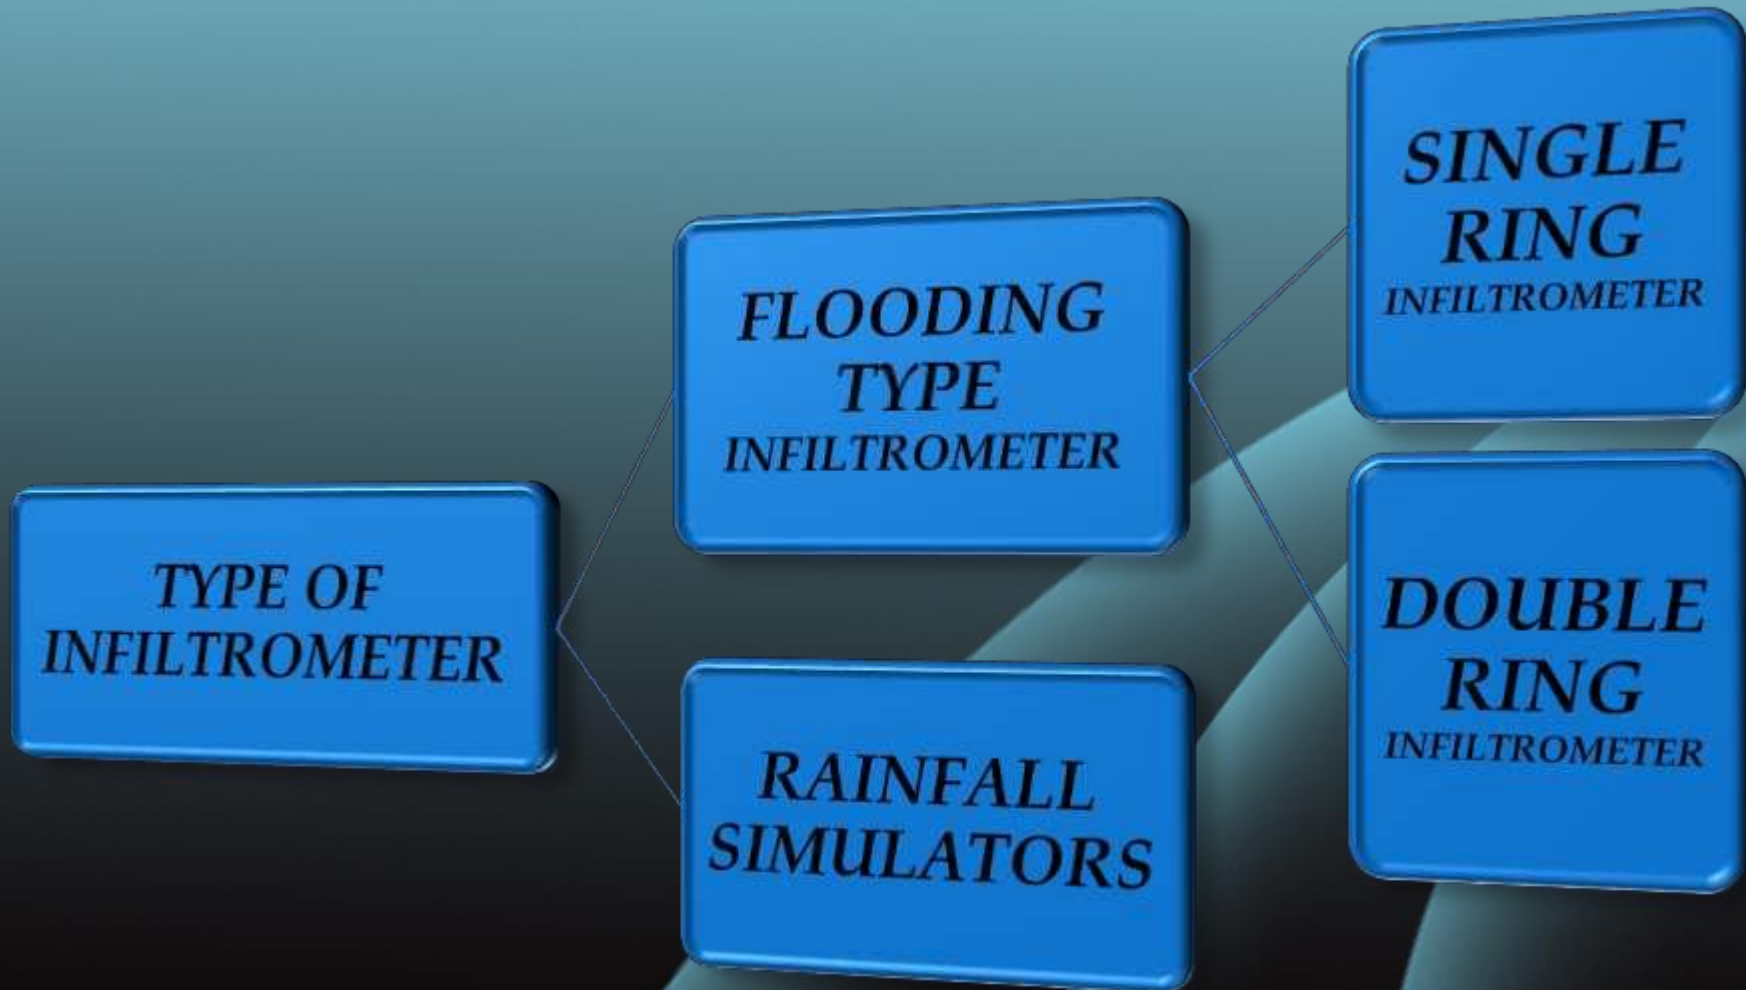 TYPE OF
INFILTROMETER
FLOODING
TYPE
INFILTROMETER
RAINFALL
SIMULATORS
SINGLE
RING
INFILTROMETER
DOUBLE
RING
INFILTROMETER